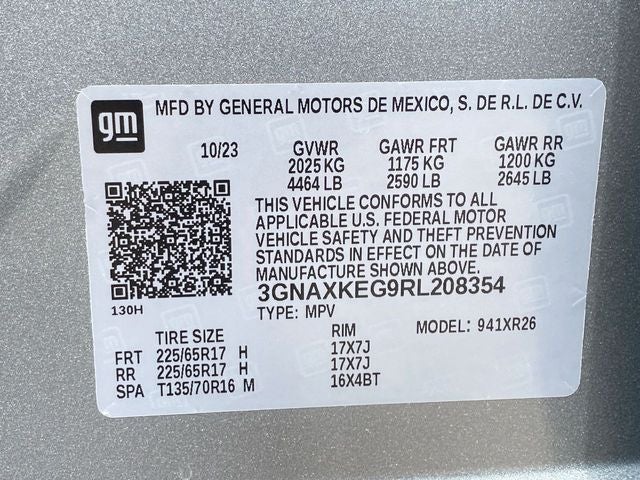 gm MFD BY GENERAL MOTORS DE MEXICO, S. DE R.L. DE C.V.
10/23 GVWR GAWR FRT GAWR RR
2025 KG 1175 KG 1200 KG
4464 LB 2590 LB 2645 LB
THIS VEHICLE CONFORMS TO ALL
APPLICABLE U.S. FEDERAL MOTOR
VEHICLE SAFETY AND THEFT PREVENTION
STANDARDS IN EFFECT ON THE DATE OF
MANUFACTURE SHOWN ABOVE.
3GNAXKEG9RL208354
130H TYPE: MPV
TIRE SIZE RIM MODEL: 941XR26
FRT 225/65R17 H 17X7J
RR 225/65R17 H 17X7J
SPA T135/70R16 M 16X4BT